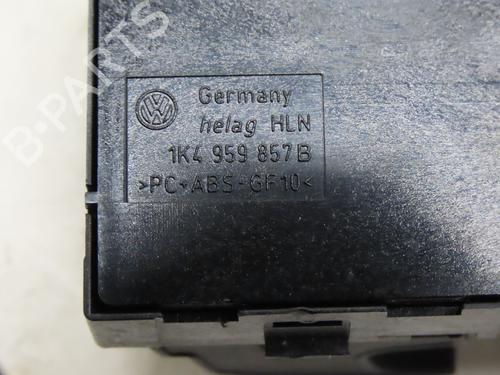 B-PARTS
Germany
helag HLN
1K4 959 857 B
>PC+ABS-GF10<